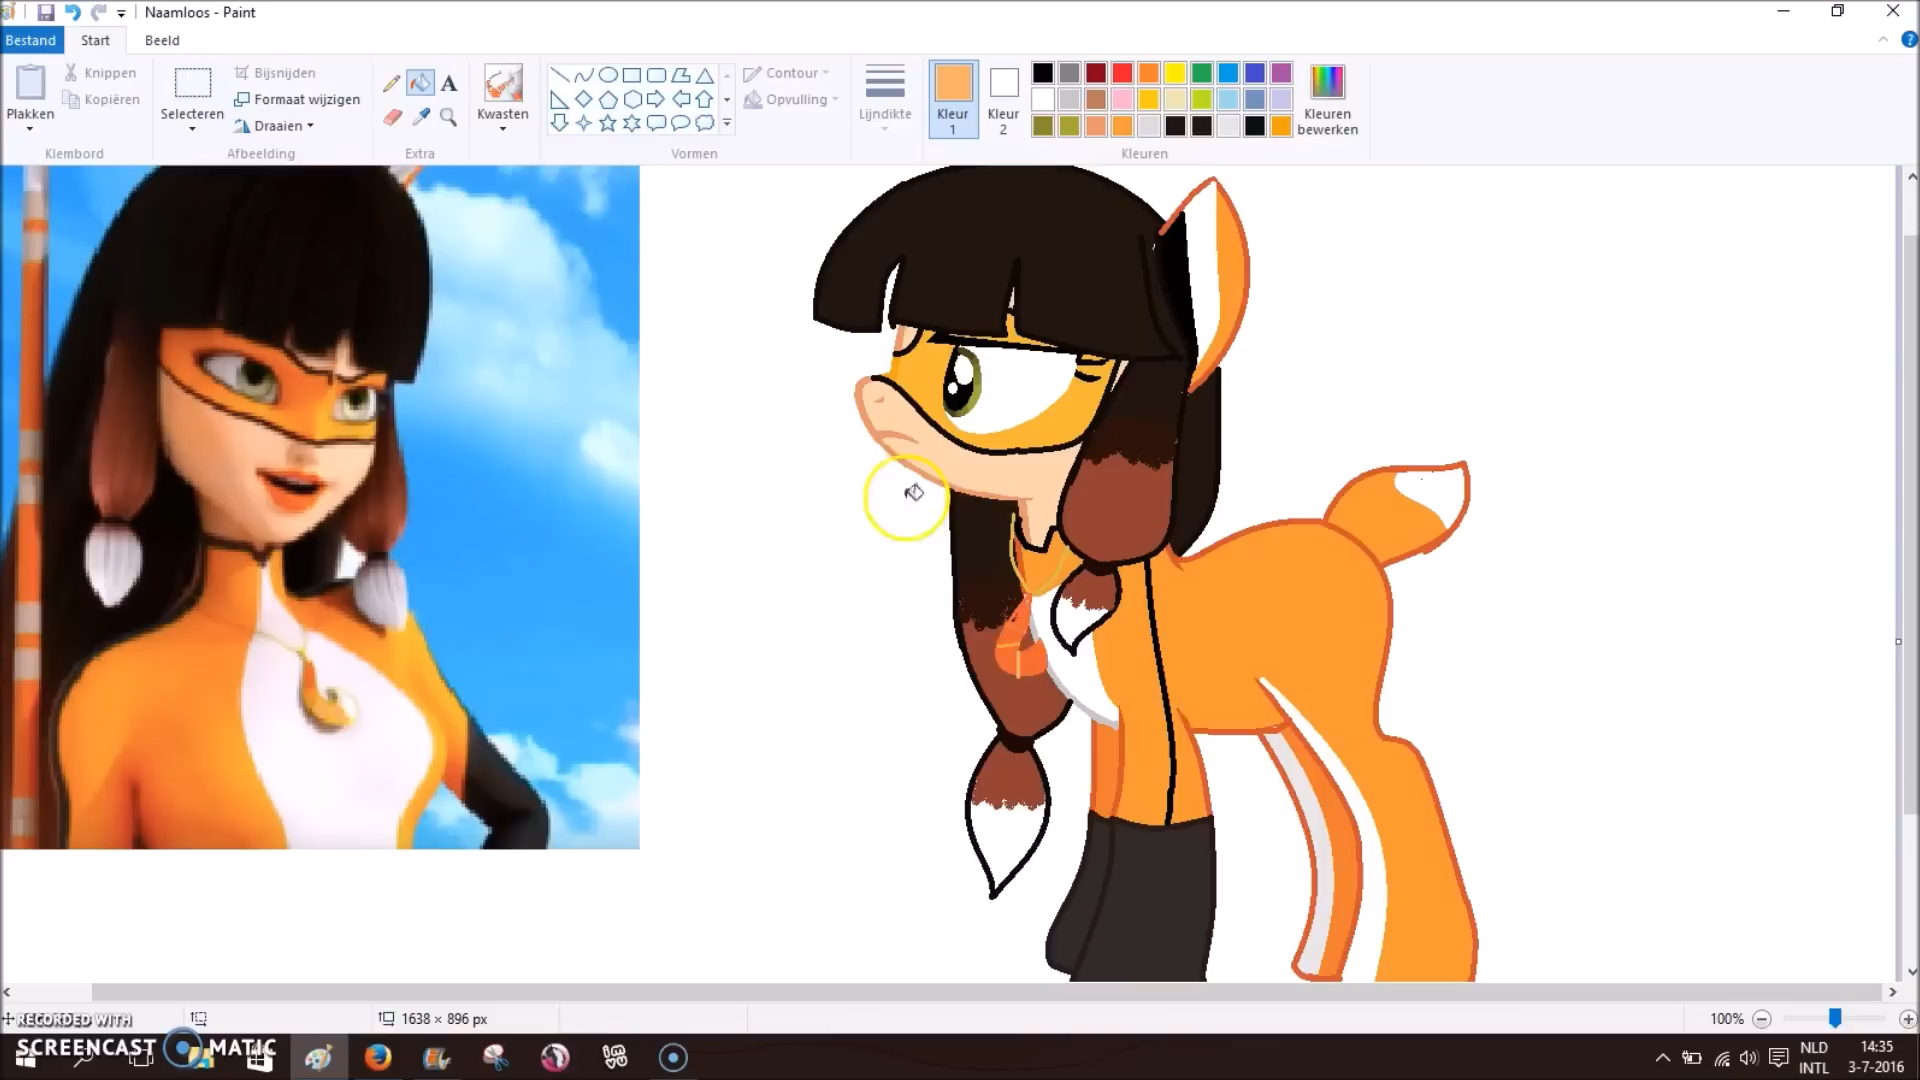 Naamloos - Paint
Bestand Start Beeld
Plakken
Knippen
Kopiëren
Klembord
Selecteren
Bijsnijden
Formaat wijzigen
Draaien
Afbeelding
A
Extra
Kwasten
Vormen
Contour
Opvulling
Lijndikte
Kleur
1
Kleur
2
Kleuren
Kleuren
bewerken
?
1638 × 896 px
100%
RECORDED WITH
SCREENCAST MATIC
NLD
INTL
14:35
3-7-2016